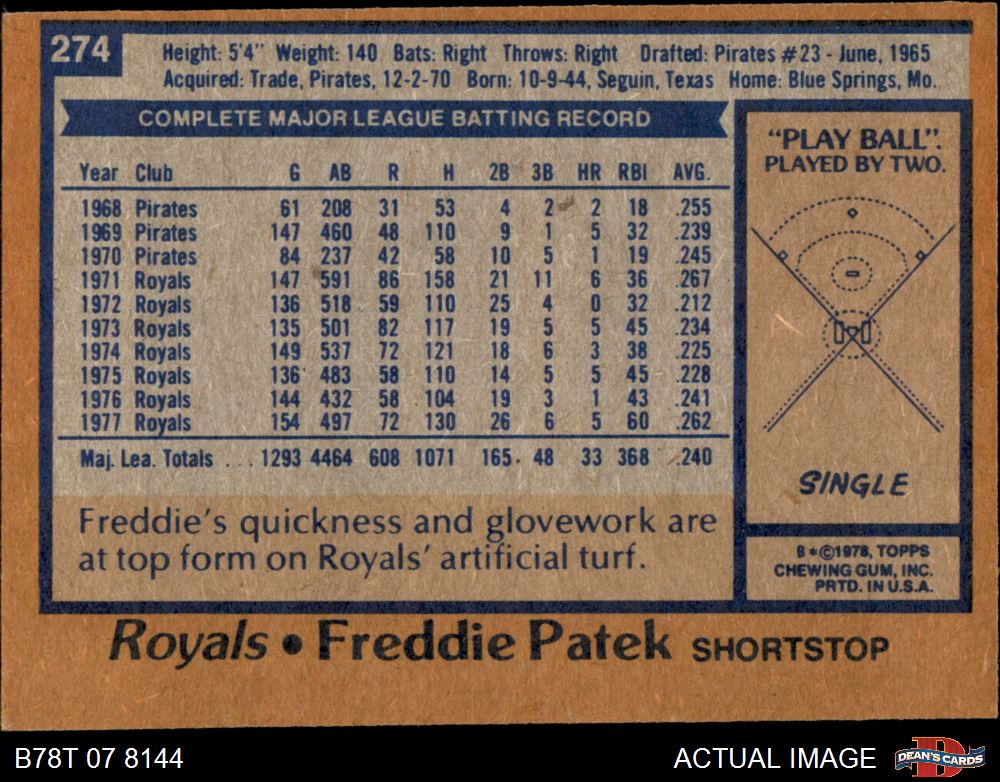 274
Height: 5'4" Weight: 140 Bats: Right Throws: Right Drafted: Pirates #23 - June, 1965
Acquired: Trade, Pirates, 12-2-70 Born: 10-9-44, Seguin, Texas Home: Blue Springs, Mo.
COMPLETE MAJOR LEAGUE BATTING RECORD
Year Club G AB R H 2B 3B HR RBI AVG.
1968 Pirates 61 208 31 53 4 2 2 18 .255
1969 Pirates 147 460 48 110 9 1 5 32 .239
1970 Pirates 84 237 42 58 10 5 1 19 .245
1971 Royals 147 591 86 158 21 11 6 36 .267
1972 Royals 136 518 59 110 25 4 0 32 .212
1973 Royals 135 501 82 117 19 5 5 45 .234
1974 Royals 149 537 72 121 18 6 3 38 .225
1975 Royals 136 483 58 110 14 5 5 45 .228
1976 Royals 144 432 58 104 19 3 1 43 .241
1977 Royals 154 497 72 130 26 6 5 60 .262
Maj. Lea. Totals ... 1293 4464 608 1071 165 48 33 368 .240
Freddie's quickness and glovework are
at top form on Royals' artificial turf.
"PLAY BALL".
PLAYED BY TWO.
SINGLE
B*©1978, TOPPS
CHEWING GUM, INC.
PRTD. IN U.S.A.
Royals • Freddie Patek SHORTSTOP
B78T 07 8144
ACTUAL IMAGE
D
DEAN'S CARDS